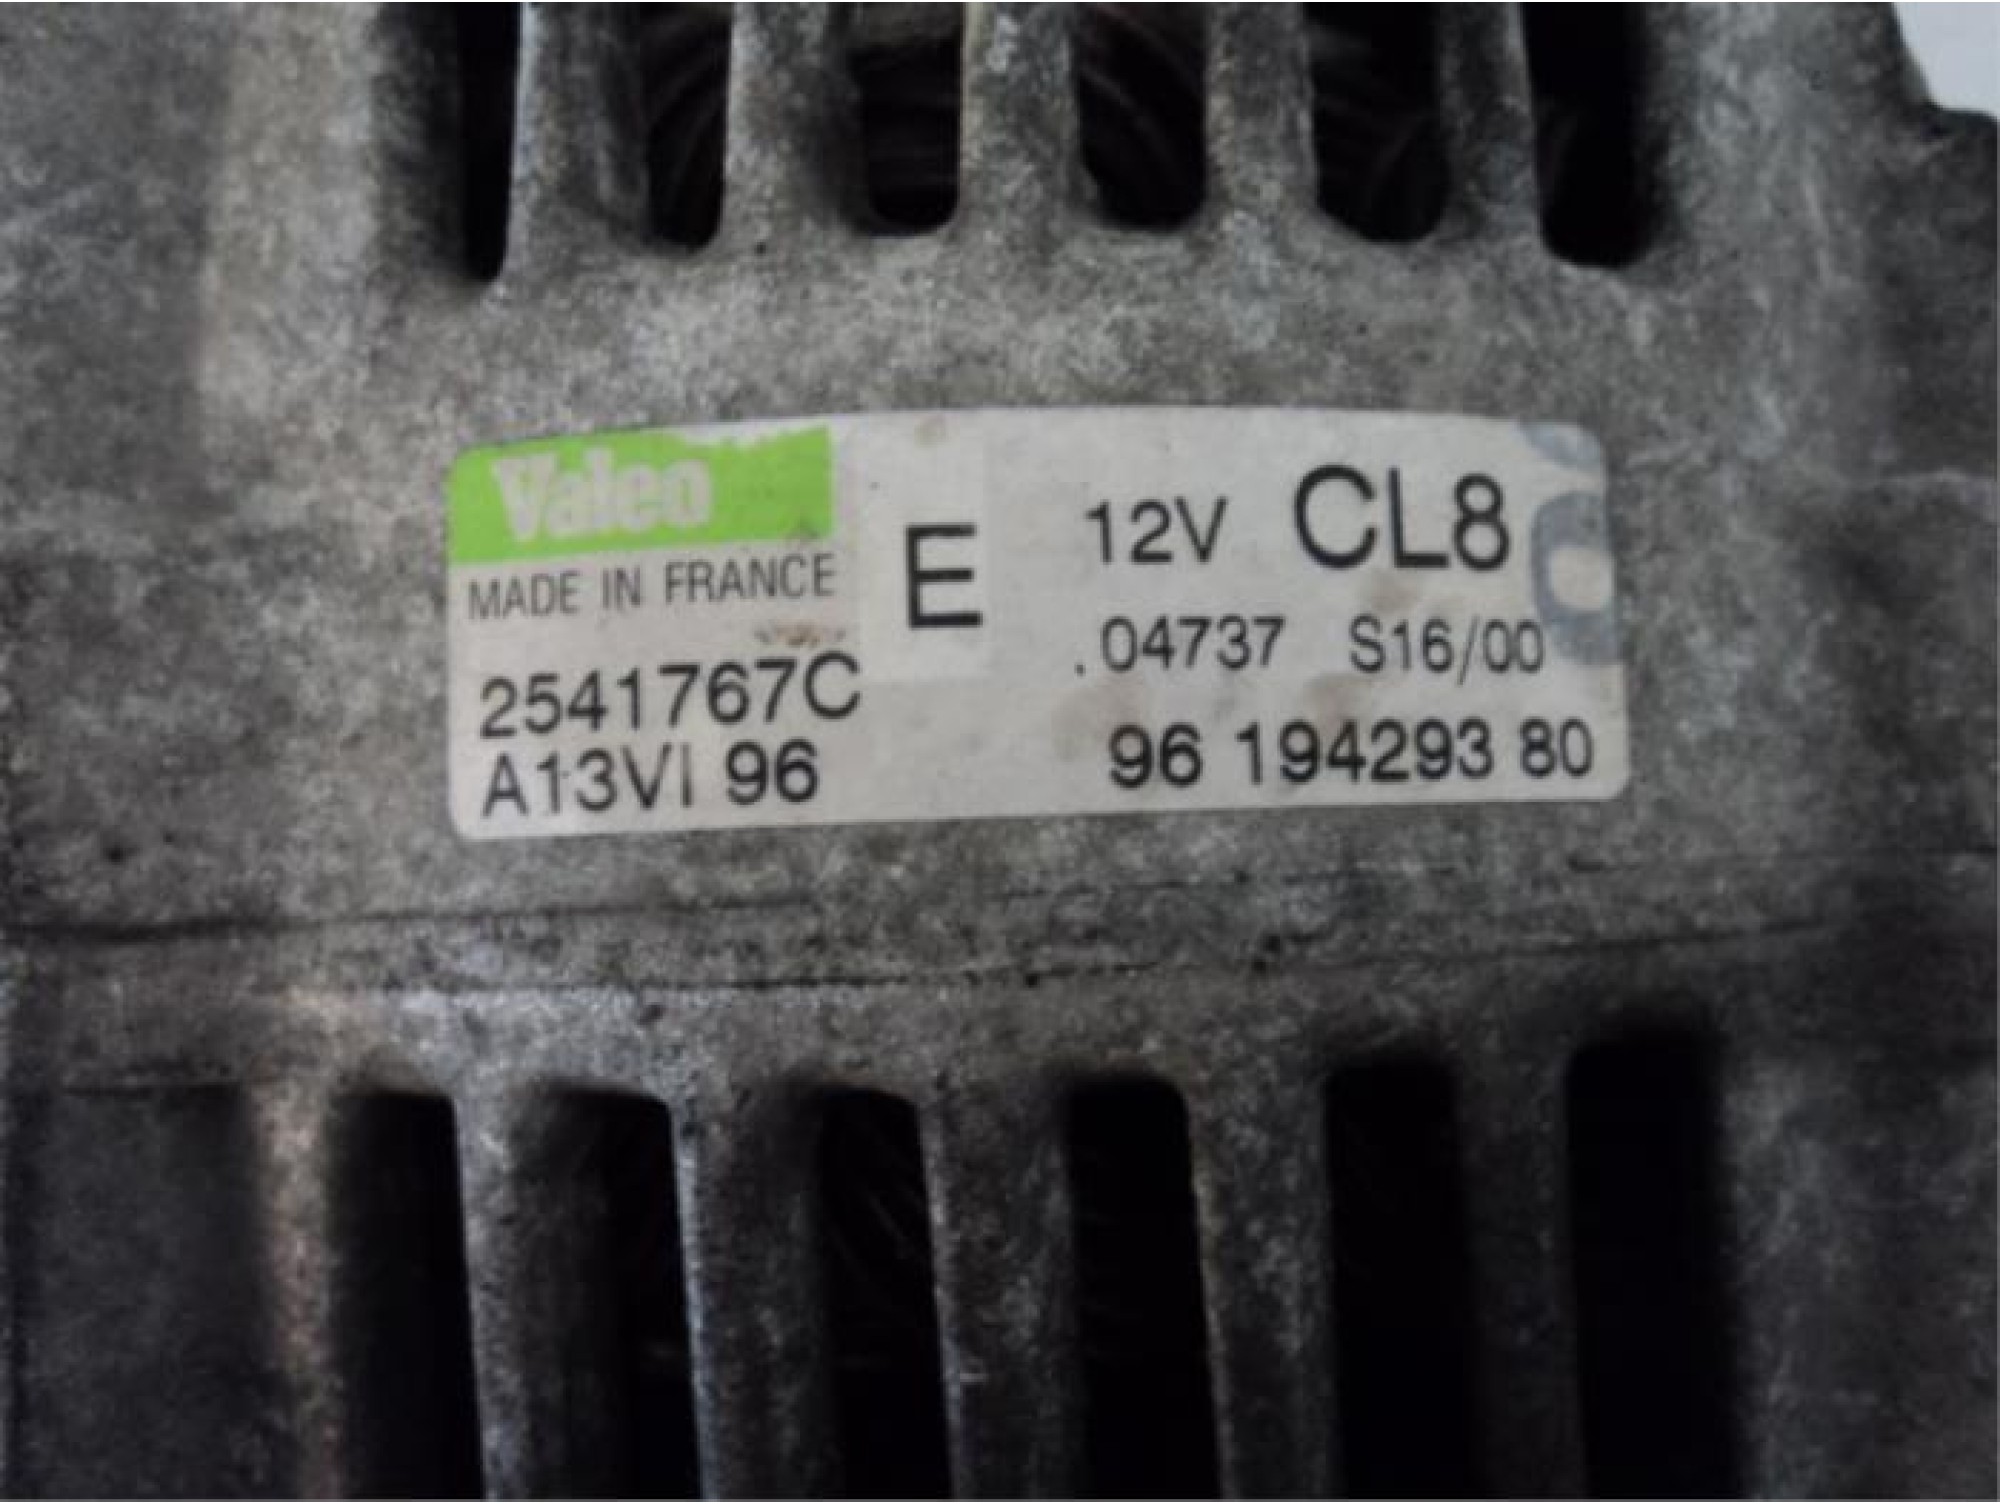 Valeo
MADE IN FRANCE
2541767C
A13VI 96
E
12V CL8
.04737 S16/00
96 194293 80